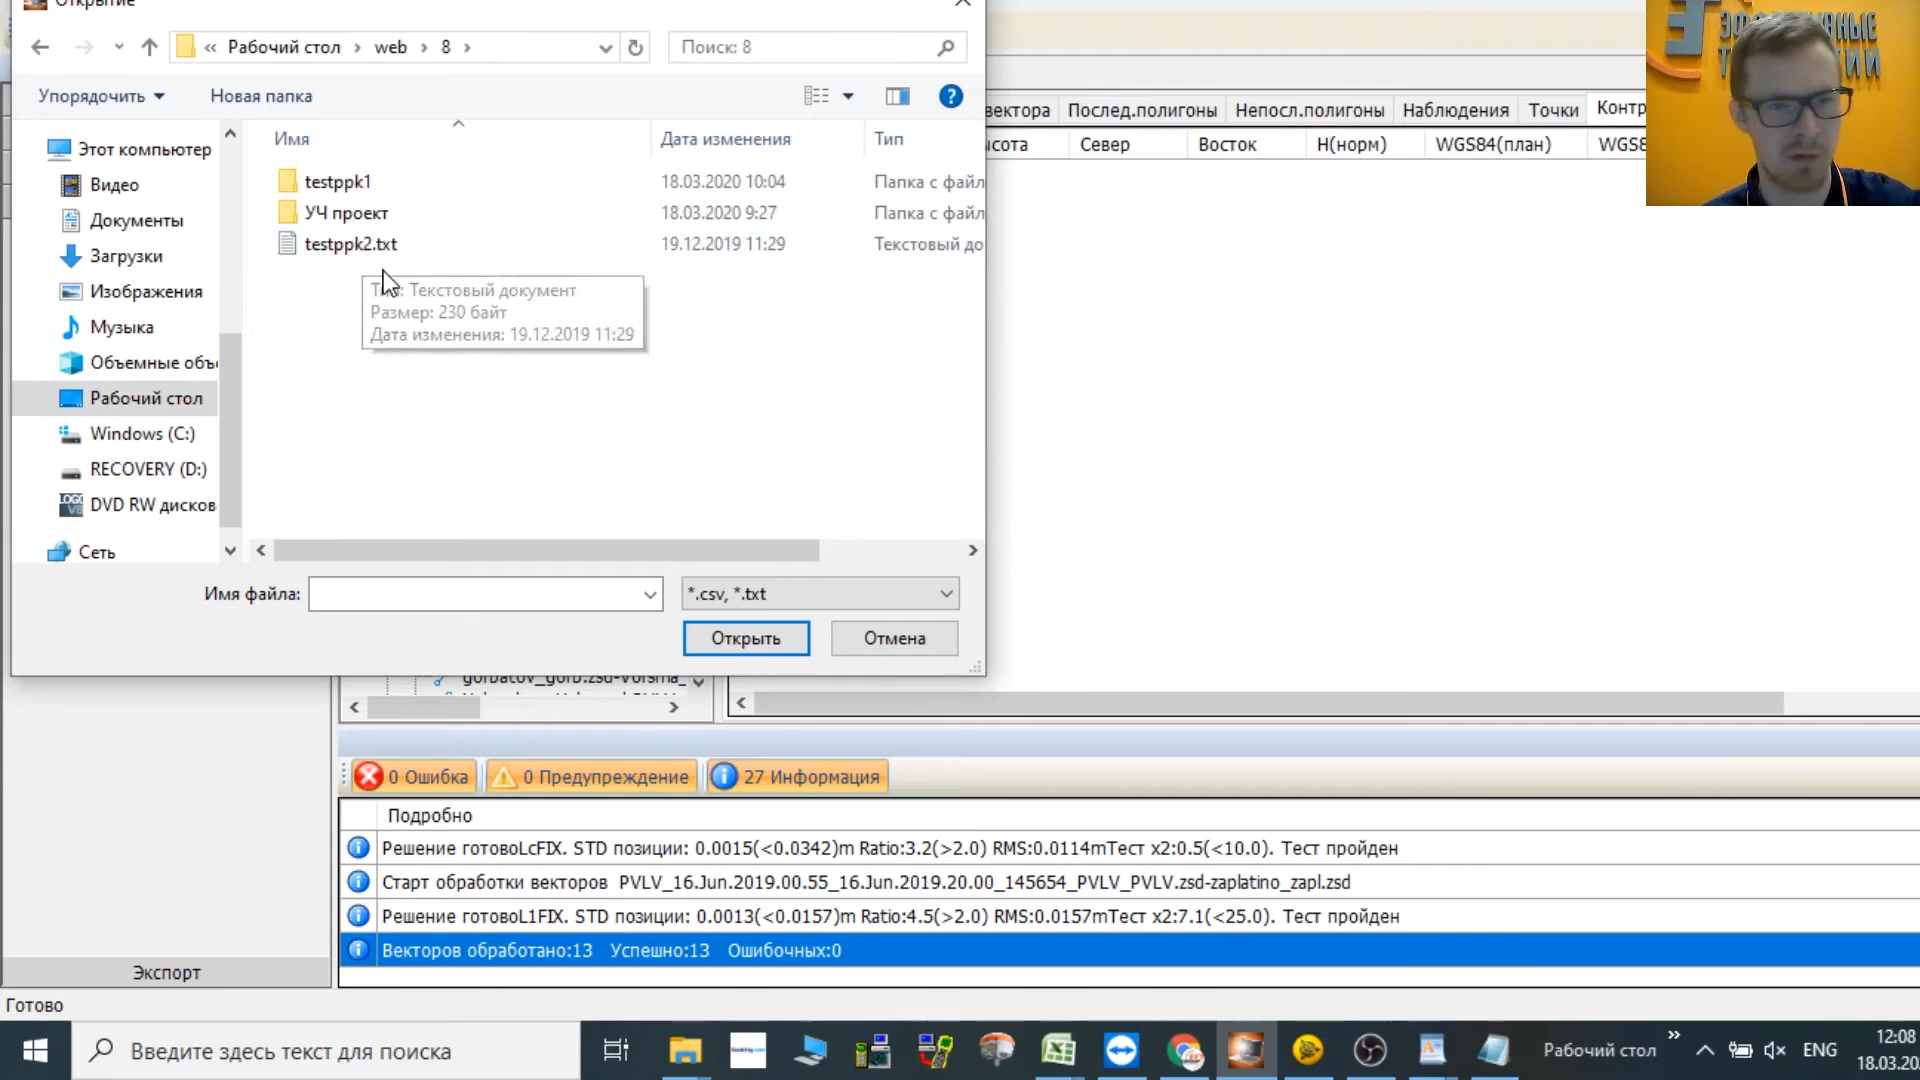 Открытие
« Рабочий стол › web › 8 ›
Поиск: 8
Упорядочить
Новая папка
Имя
Дата изменения
Тип
Этот компьютер
Видео
Документы
Загрузки
Изображения
Музыка
Объемные объ
Рабочий стол
Windows (C:)
RECOVERY (D:)
DVD RW дисков
Сеть
testppk1
18.03.2020 10:04
Папка с файл
УЧ проект
18.03.2020 9:27
Папка с файл
testppk2.txt
19.12.2019 11:29
Текстовый до
Текстовый документ
Размер: 230 байт
Дата изменения: 19.12.2019 11:29
Имя файла:
*.csv, *.txt
Открыть
Отмена
вектора
Послед.полигоны
Непосл.полигоны
Наблюдения
Точки
Контр
сота
Север
Восток
H(норм)
WGS84(план)
WGS8
ЭФФЕКТИВНЫЕ
0 Ошибка
0 Предупреждение
27 Информация
Подробно
Решение готовоLcFIX. STD позиции: 0.0015(<0.0342)m Ratio:3.2(>2.0) RMS:0.0114mТест x2:0.5(<10.0). Тест пройден
Старт обработки векторов PVLV_16.Jun.2019.00.55_16.Jun.2019.20.00_145654_PVLV_PVLV.zsd-zaplatino_zapl.zsd
Решение готовоL1FIX. STD позиции: 0.0013(<0.0157)m Ratio:4.5(>2.0) RMS:0.0157mТест x2:7.1(<25.0). Тест пройден
Векторов обработано:13 Успешно:13 Ошибочных:0
Экспорт
Готово
Введите здесь текст для поиска
Рабочий стол
ENG
12:08
18.03.20